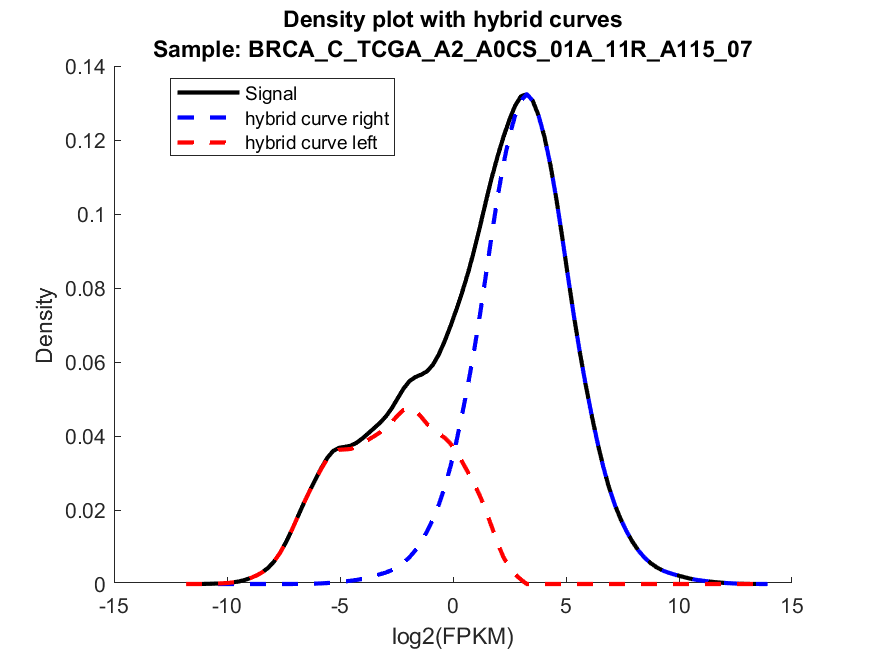 Density plot with hybrid curves
Sample: BRCA_C_TCGA_A2_A0CS_01A_11R_A115_07
0.14
Signal
hybrid curve right
hybrid curve left
0.12
0.1
0.08
Density
0.06
0.04
0.02
0
-15 -10 -5 0 5 10 15
log2(FPKM)